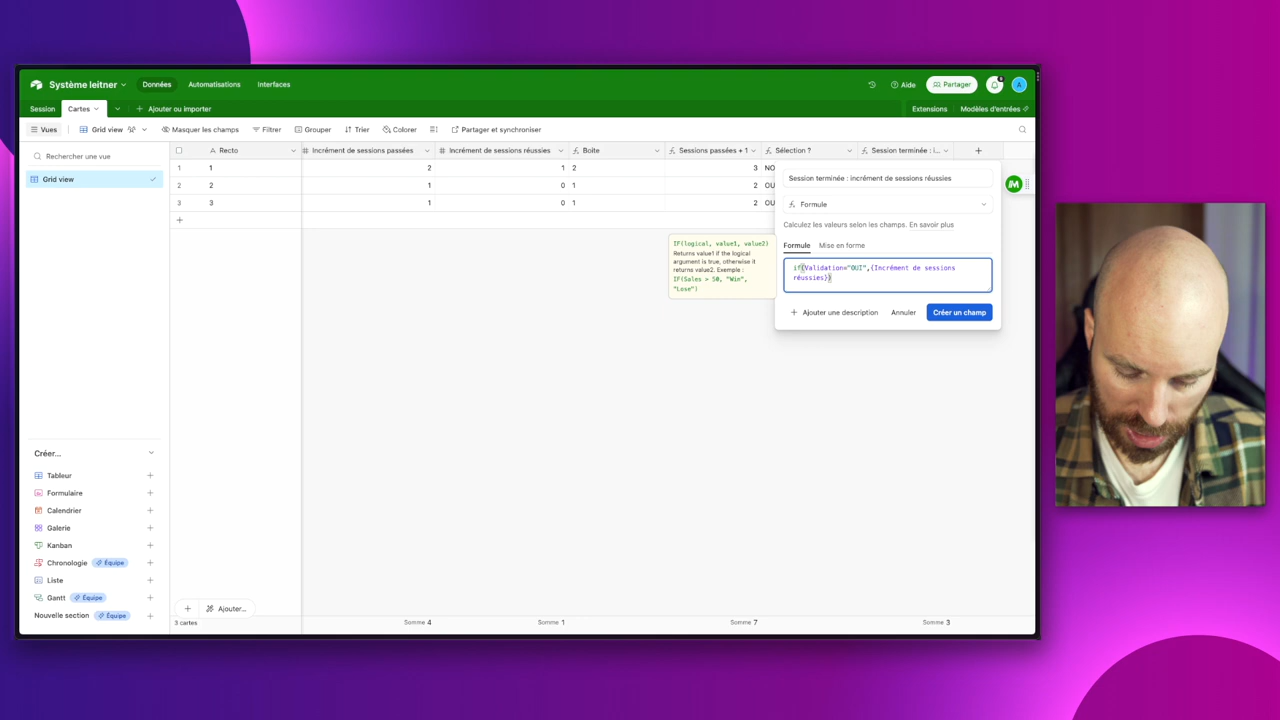 Système leitner
Données
Automatisations
Interfaces
Aide
Partager
6
A
Session
Cartes
Ajouter ou importer
Extensions
Modèles d'entrées
Vues
Grid view
Masquer les champs
Filtrer
Grouper
Trier
Colorer
Partager et synchroniser
Rechercher une vue
Grid view
Recto
Incrément de sessions passées
Incrément de sessions réussies
Boîte
Sessions passées + 1
Sélection ?
Session terminée : i...
1 1 2 1 2 3 NO
2 2 1 0 1 2 OU
3 3 1 0 1 2 OU
Session terminée : incrément de sessions réussies
Formule
Calculez les valeurs selon les champs. En savoir plus
Formule
Mise en forme
if(Validation="OUI",{Incrément de sessions
réussies})
Ajouter une description
Annuler
Créer un champ
IF(logical, value1, value2)
Returns value1 if the logical
argument is true, otherwise it
returns value2. Exemple :
IF(Sales > 50, "Win",
"Lose")
Créer...
Tableur
Formulaire
Calendrier
Galerie
Kanban
Chronologie
Équipe
Liste
Gantt
Équipe
Nouvelle section
Équipe
Ajouter...
3 cartes
Somme 4
Somme 1
Somme 7
Somme 3